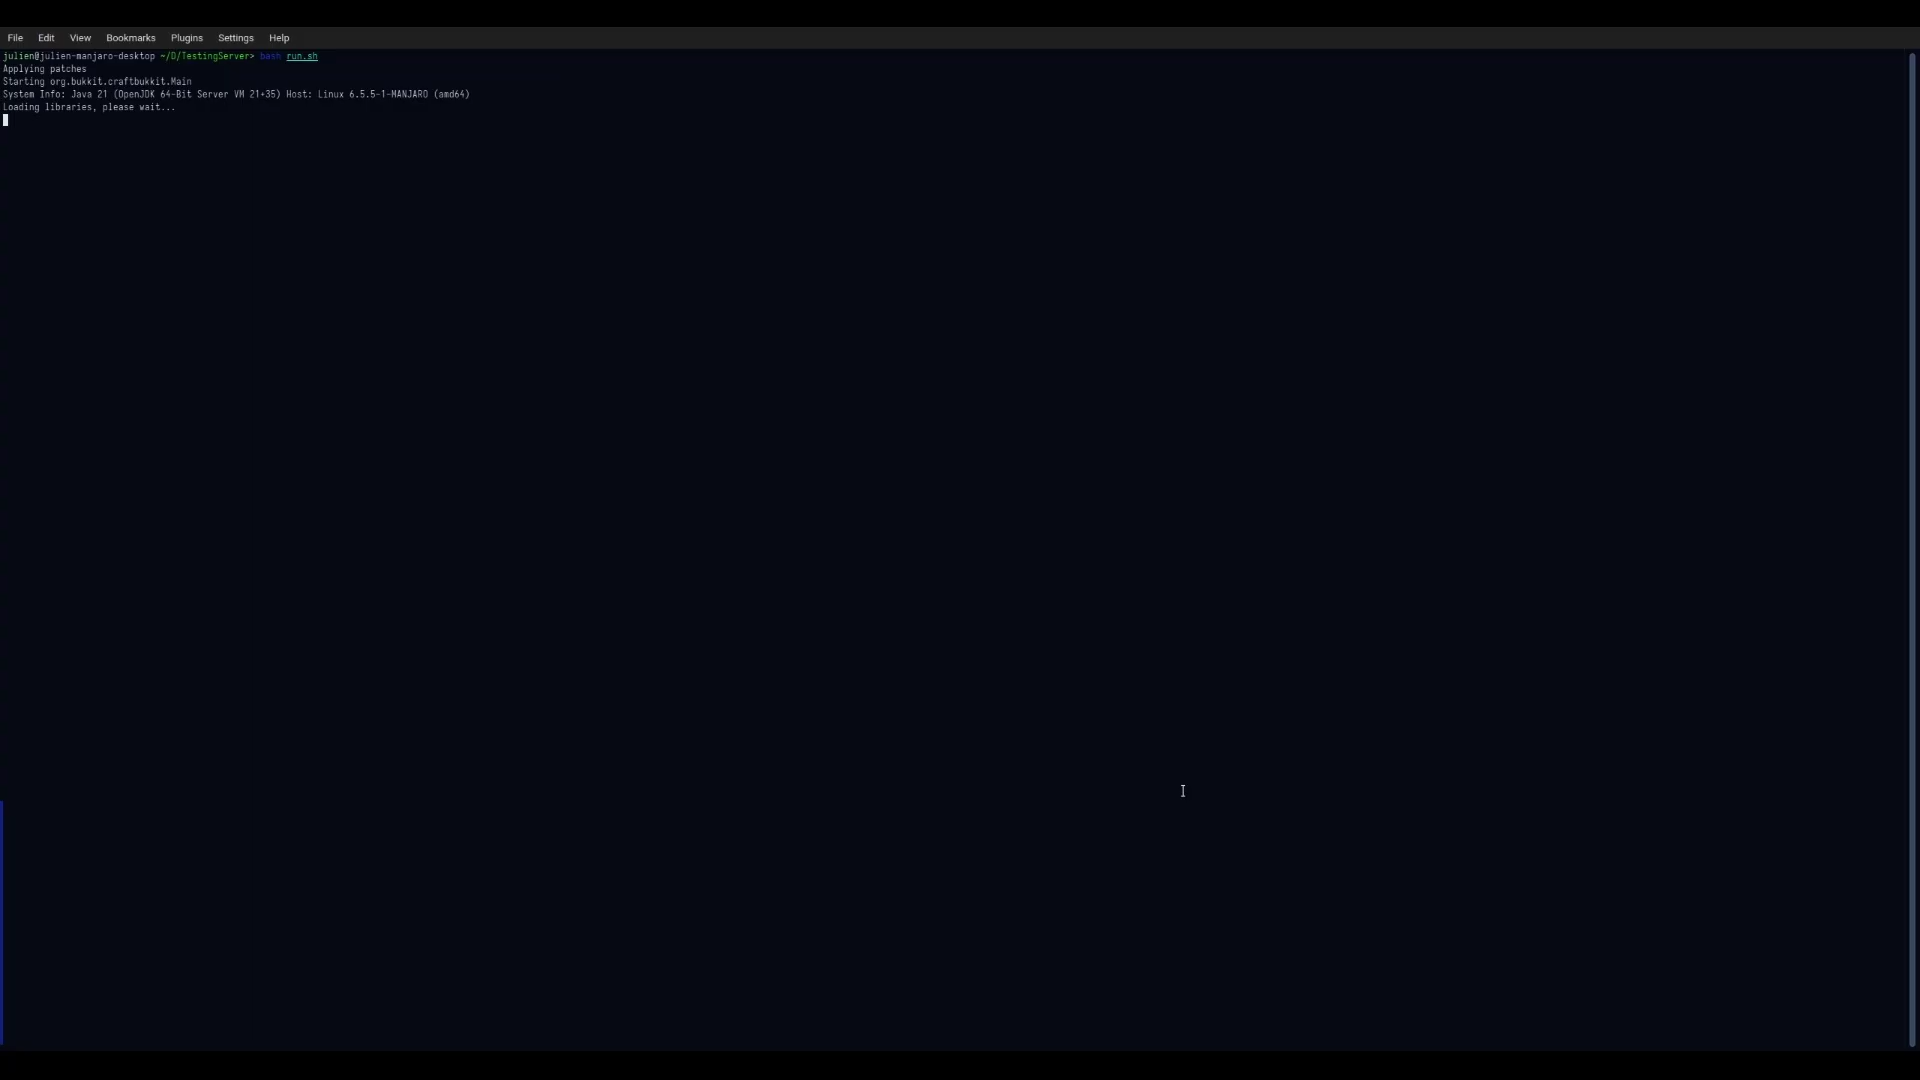 File Edit View Bookmarks Plugins Settings Help
julien@julien-manjaro-desktop ~/D/TestingServer> bash run.sh
Applying patches
Starting org.bukkit.craftbukkit.Main
System Info: Java 21 (OpenJDK 64-Bit Server VM 21+35) Host: Linux 6.5.5-1-MANJARO (amd64)
Loading libraries, please wait...